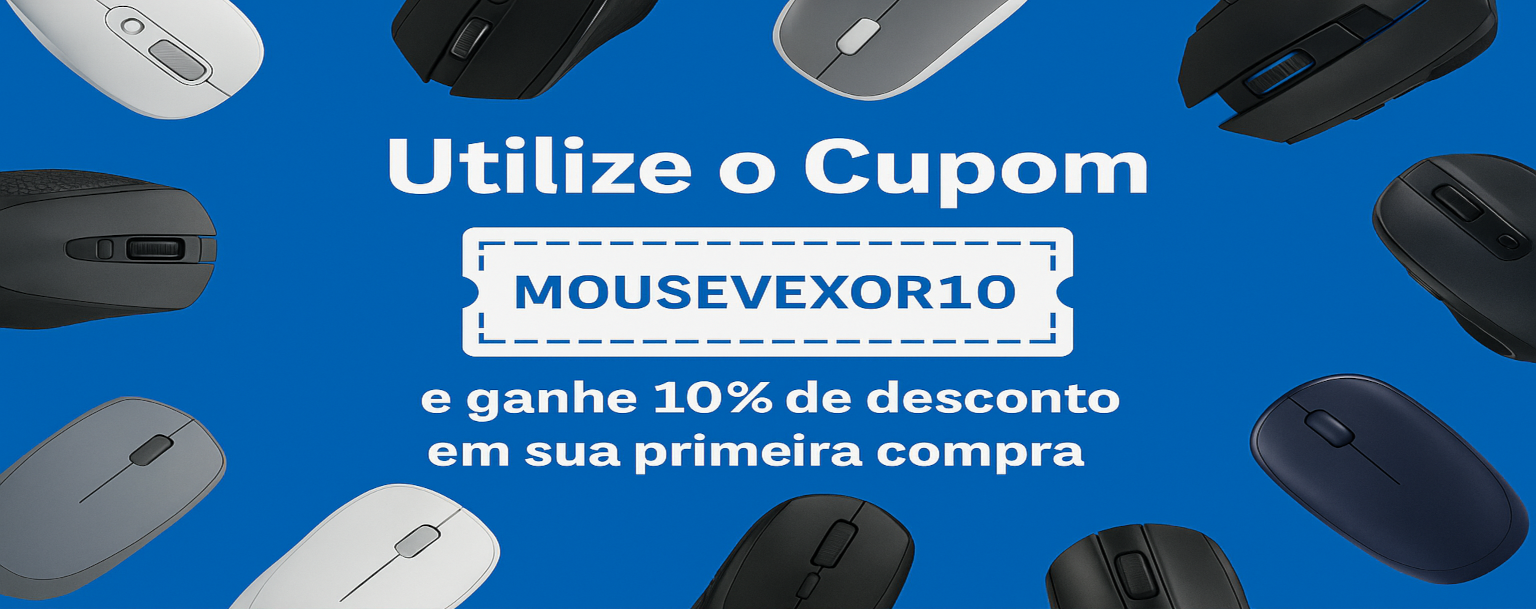 Utilize o Cupom
MOUSEVEXOR10
e ganhe 10% de desconto
em sua primeira compra